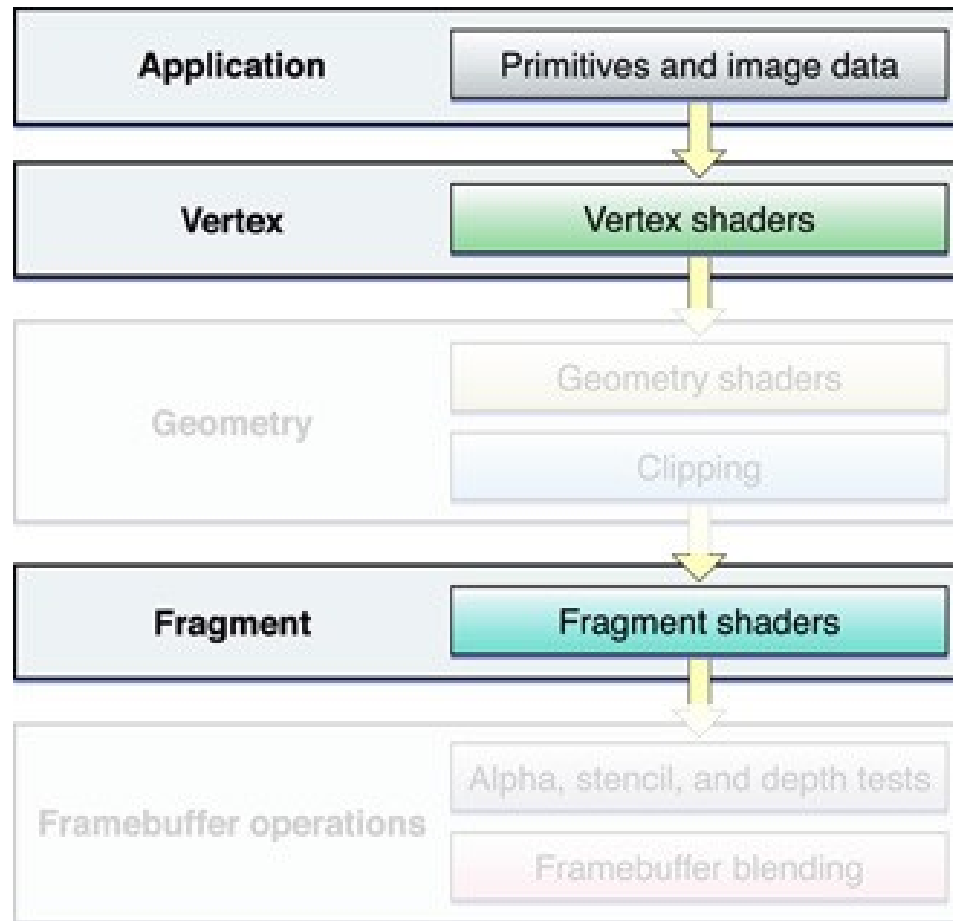 Application
Primitives and image data
Vertex
Vertex shaders
Geometry
Geometry shaders
Clipping
Fragment
Fragment shaders
Framebuffer operations
Alpha, stencil, and depth tests
Framebuffer blending